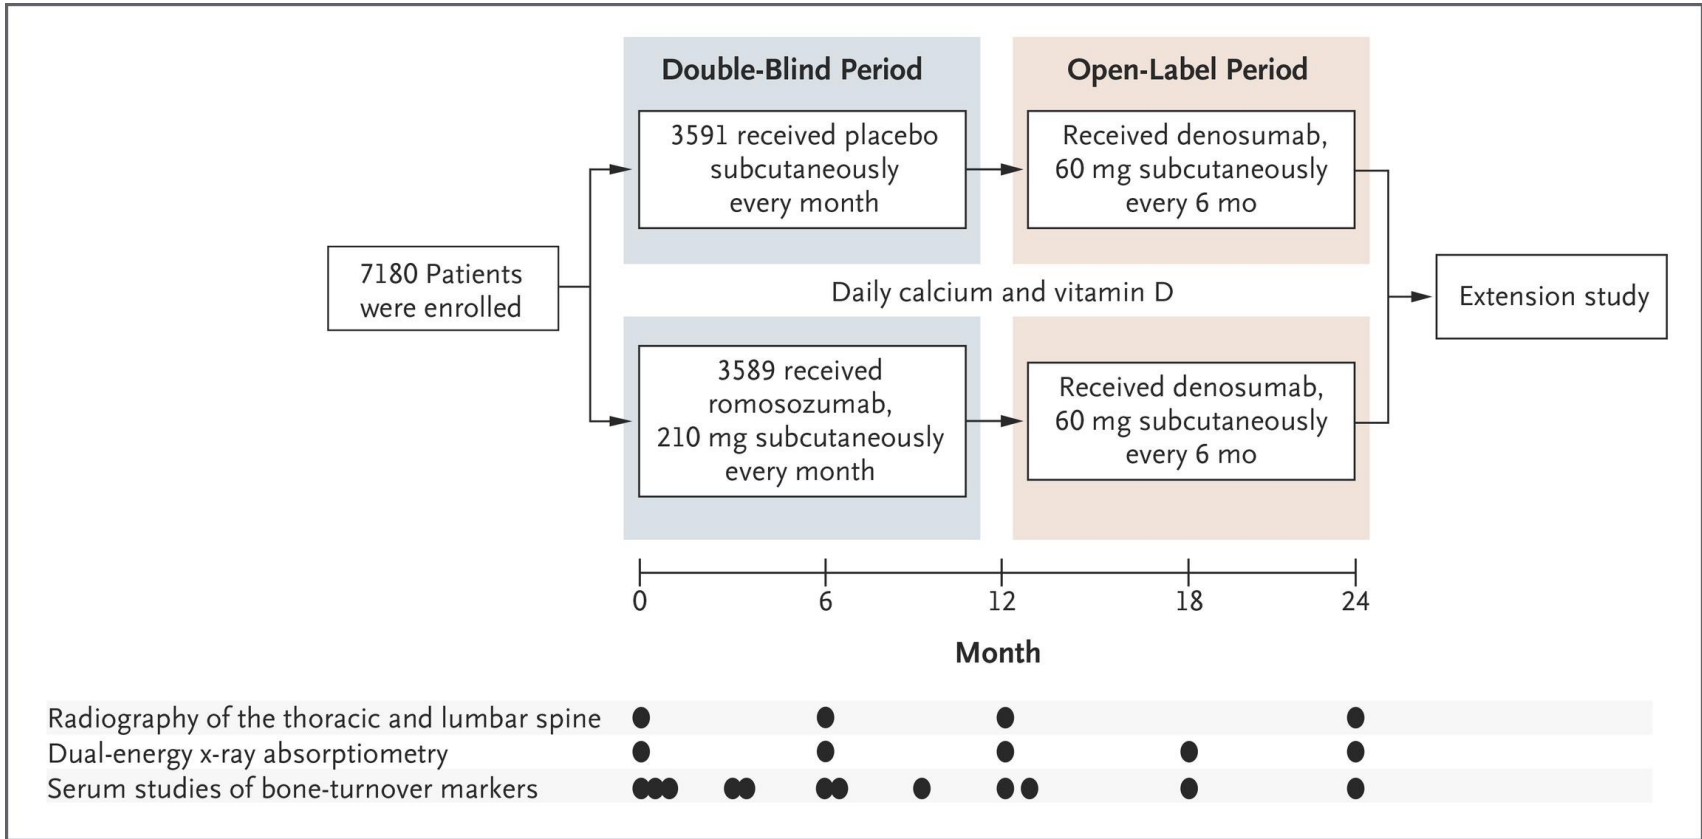 Double-Blind Period
Open-Label Period
3591 received placebo
subcutaneously
every month
Received denosumab,
60 mg subcutaneously
every 6 mo
7180 Patients
were enrolled
Daily calcium and vitamin D
Extension study
3589 received
romosozumab,
210 mg subcutaneously
every month
Received denosumab,
60 mg subcutaneously
every 6 mo
0 6 12 18 24
Month
Radiography of the thoracic and lumbar spine
Dual-energy x-ray absorptiometry
Serum studies of bone-turnover markers